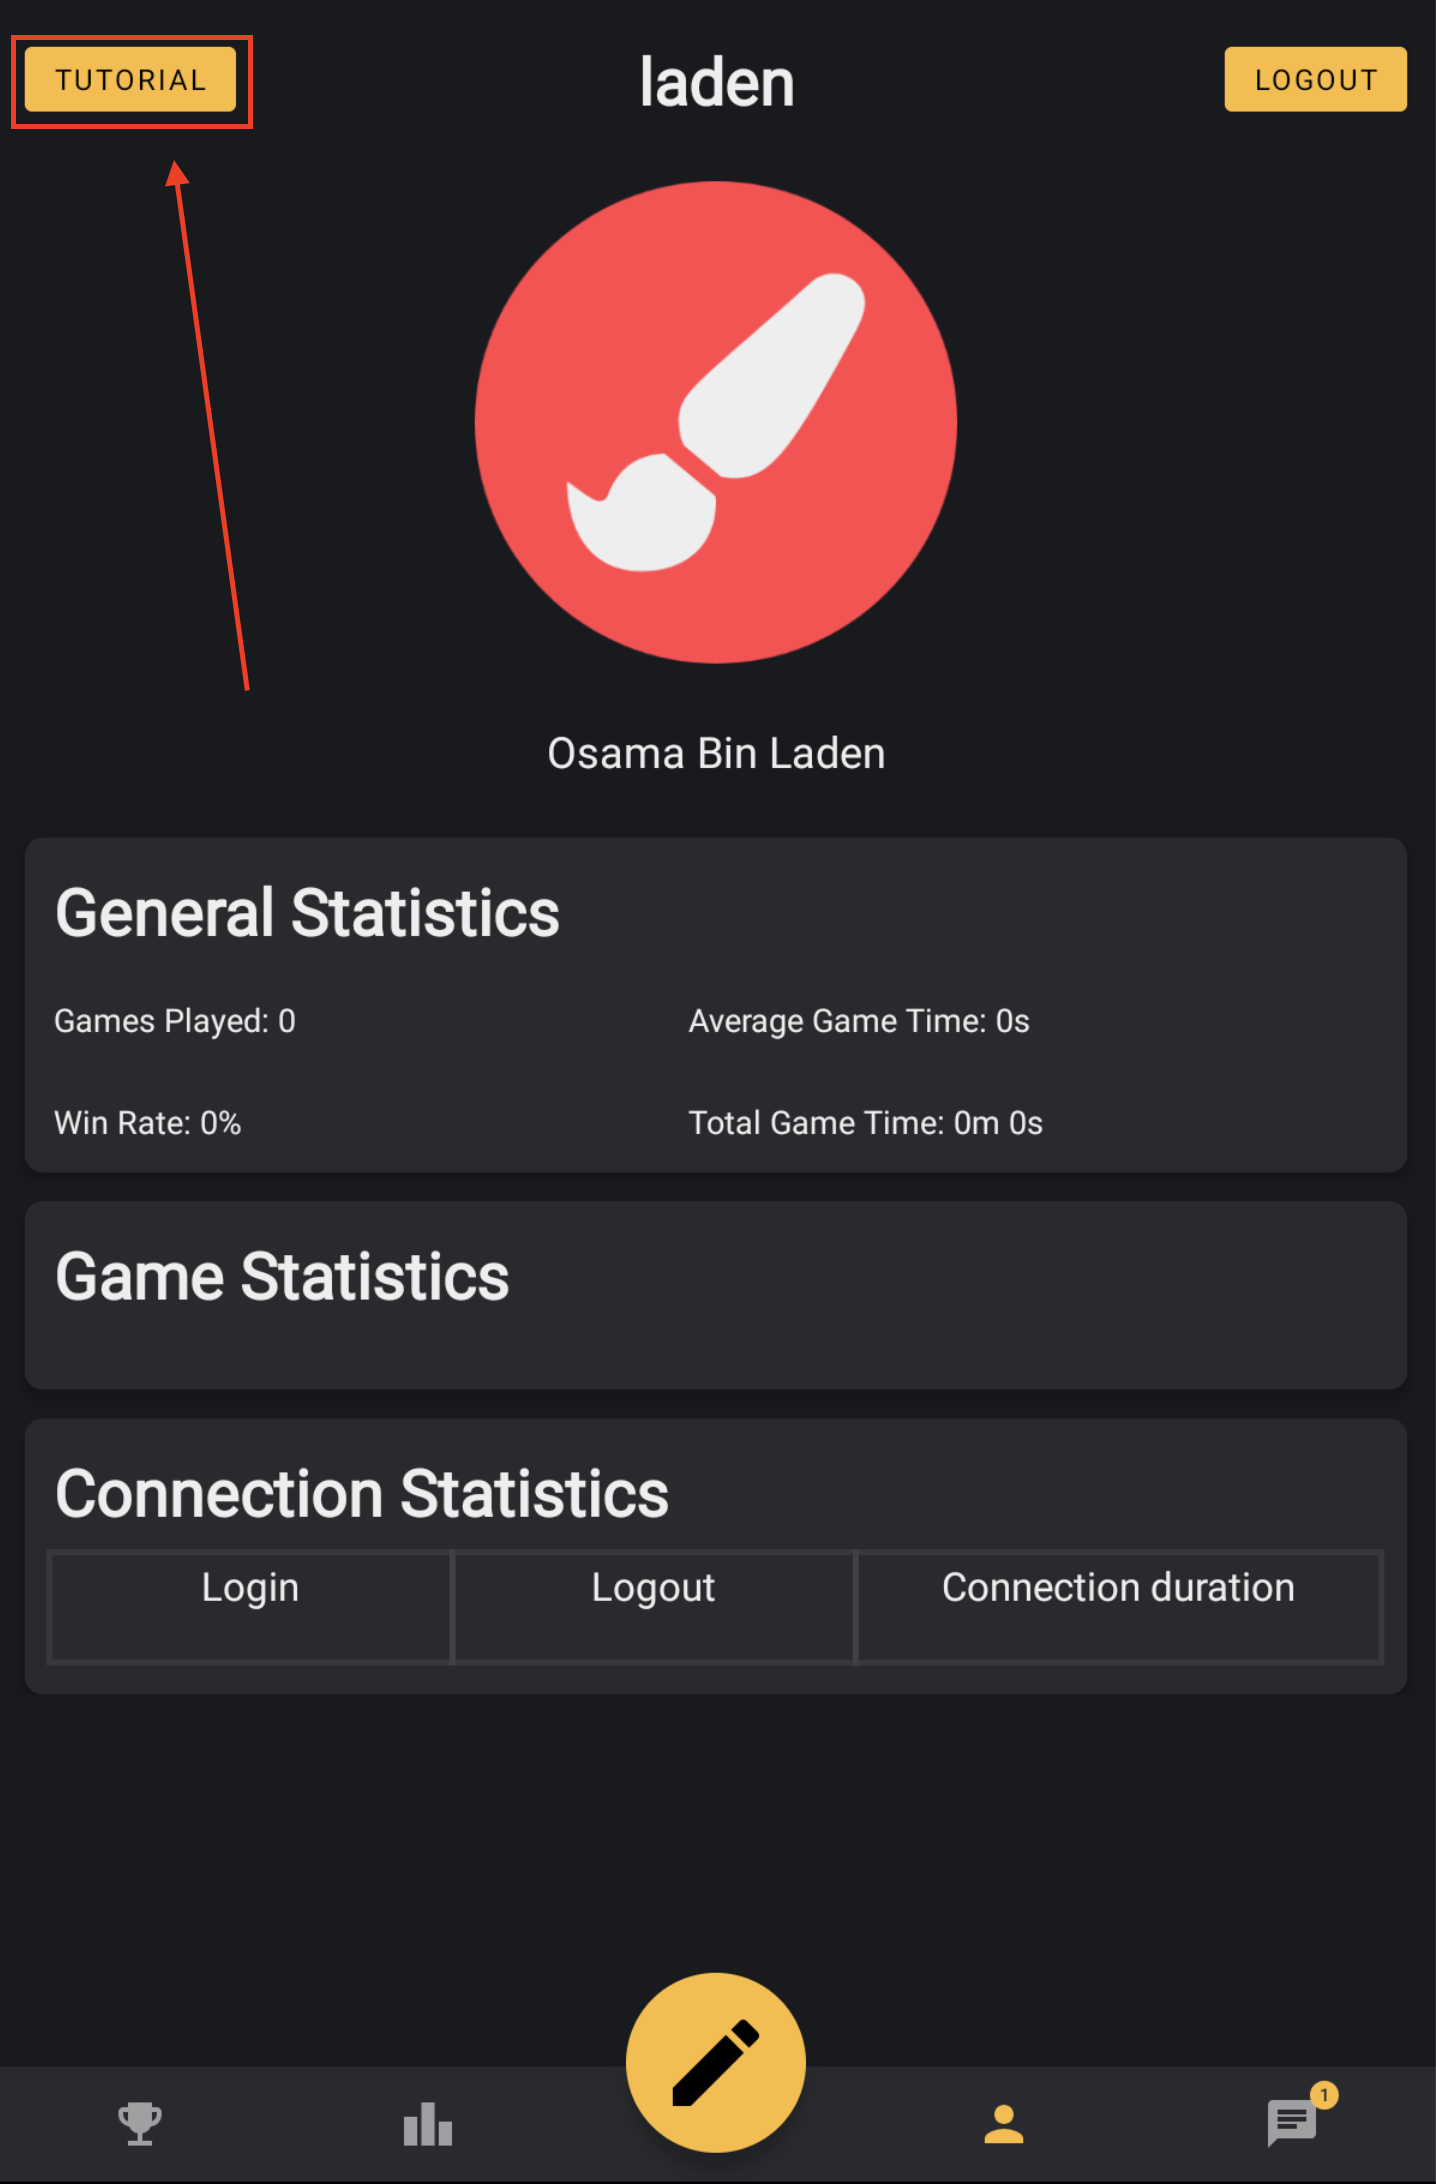 TUTORIAL
laden
LOGOUT
Osama Bin Laden
General Statistics
Games Played: 0
Average Game Time: 0s
Win Rate: 0%
Total Game Time: 0m 0s
Game Statistics
Connection Statistics
Login
Logout
Connection duration
1